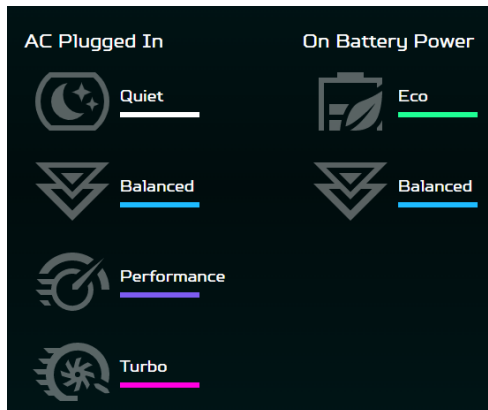 AC Plugged In
On Battery Power
Quiet
Eco
Balanced
Balanced
Performance
Turbo